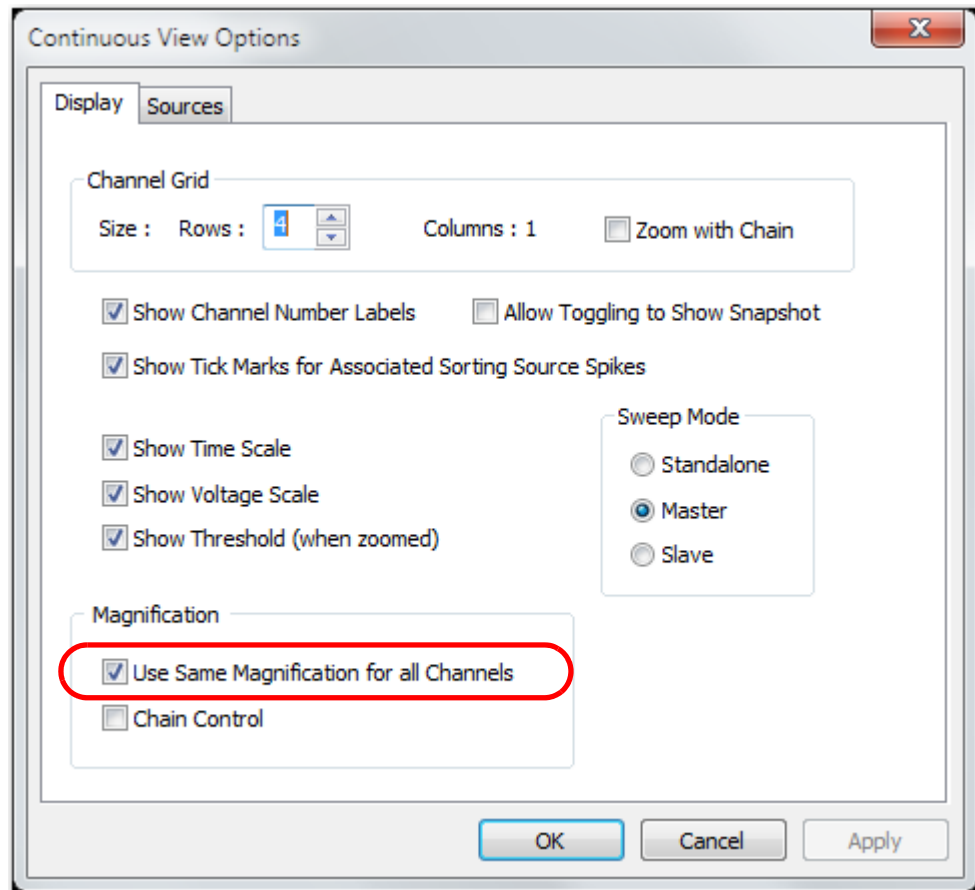 Continuous View Options
Display Sources
Channel Grid
Size : Rows : 4 Columns : 1 Zoom with Chain
Show Channel Number Labels Allow Toggling to Show Snapshot
Show Tick Marks for Associated Sorting Source Spikes
Sweep Mode
Show Time Scale
Standalone
Show Voltage Scale
Master
Show Threshold (when zoomed)
Slave
Magnification
Use Same Magnification for all Channels
Chain Control
OK Cancel Apply